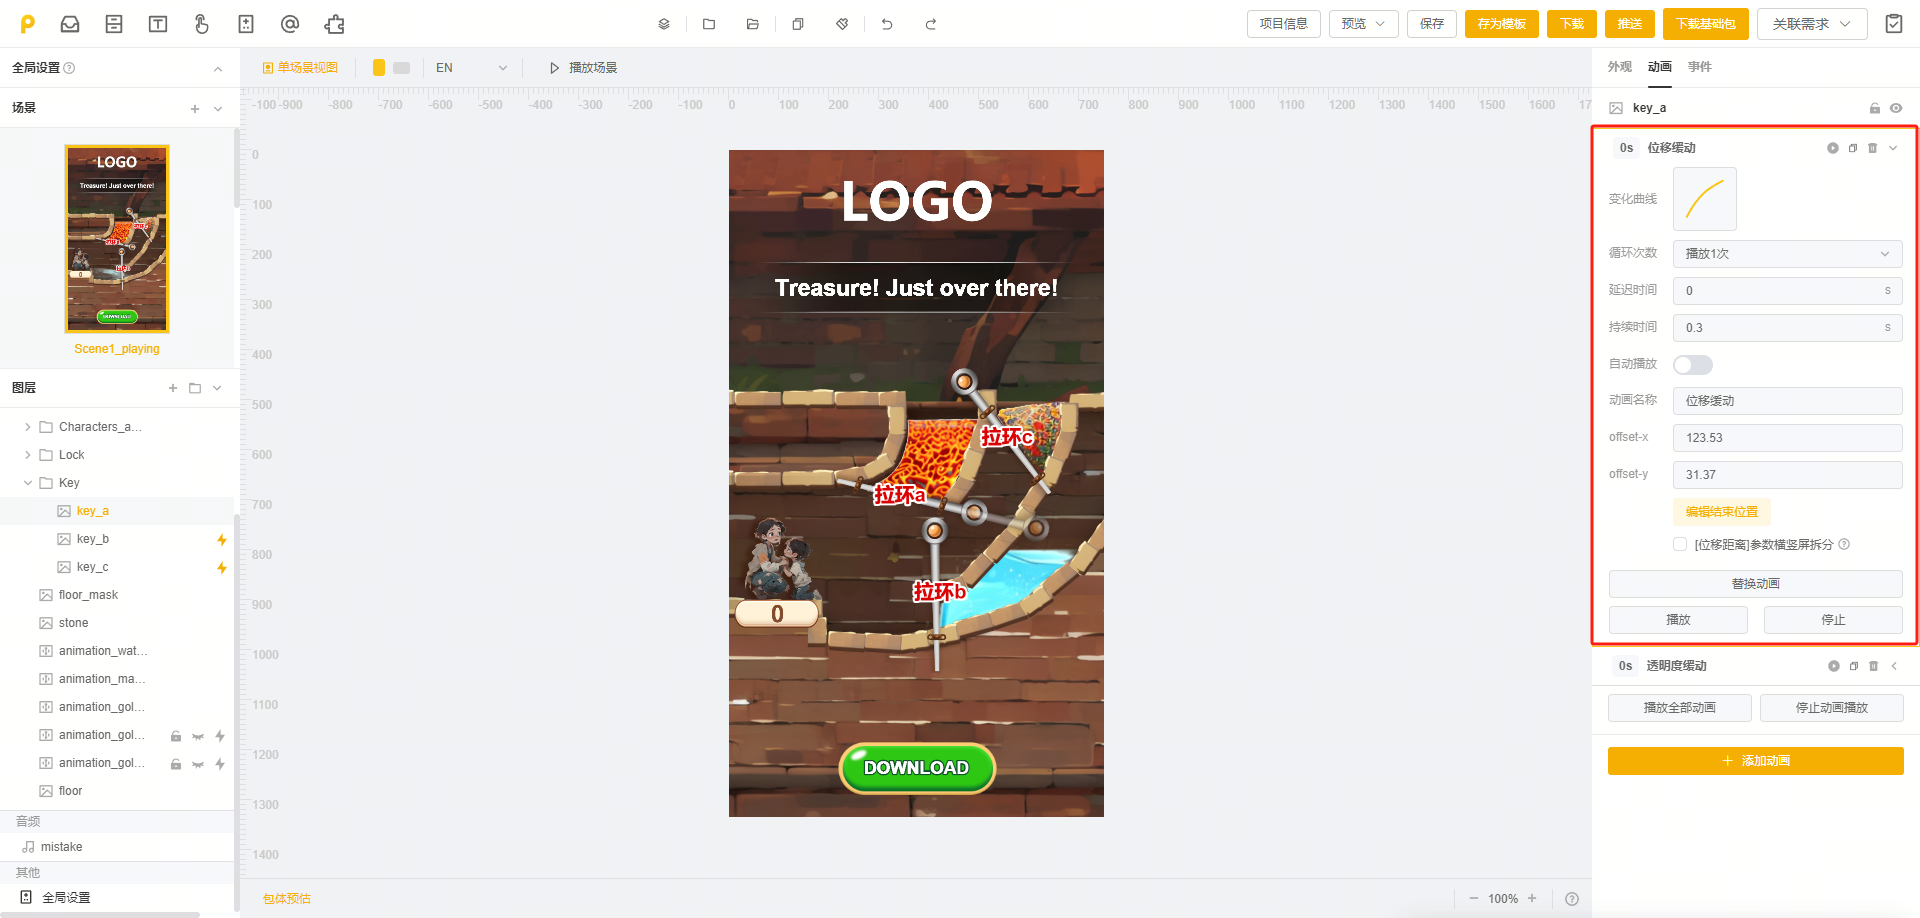 项目信息
预览
保存
存为模板
下载
推送
下载基础包
关联需求
全局设置
单场景视图
EN
播放场景
外观 动画 事件
场景
-100 -900 -800 -700 -600 -500 -400 -300 -200 -100 0 100 200 300 400 500 600 700 800 900 1000 1100 1200 1300 1400 1500 1600 17
key_a
0s 位移缓动
变化曲线
循环次数 播放1次
延迟时间 0 s
持续时间 0.3 s
自动播放
动画名称 位移缓动
offset-x 123.53
offset-y 31.37
编辑结束位置
[位移距离]参数横竖屏拆分
替换动画
播放 停止
0s 透明度缓动
播放全部动画 停止动画播放
+ 添加动画
LOGO
Treasure! Just over there!
DOWNLOAD
Scene1_playing
图层
Characters_a...
Lock
Key
key_a
key_b
key_c
floor_mask
stone
animation_wat...
animation_ma...
animation_gol...
animation_gol...
animation_gol...
floor
音频
mistake
其他
全局设置
0
100
200
300
400
500
600
700
800
900
1000
1100
1200
1300
1400
LOGO
Treasure! Just over there!
拉环c
拉环a
拉环b
0
DOWNLOAD
包体预估
100%